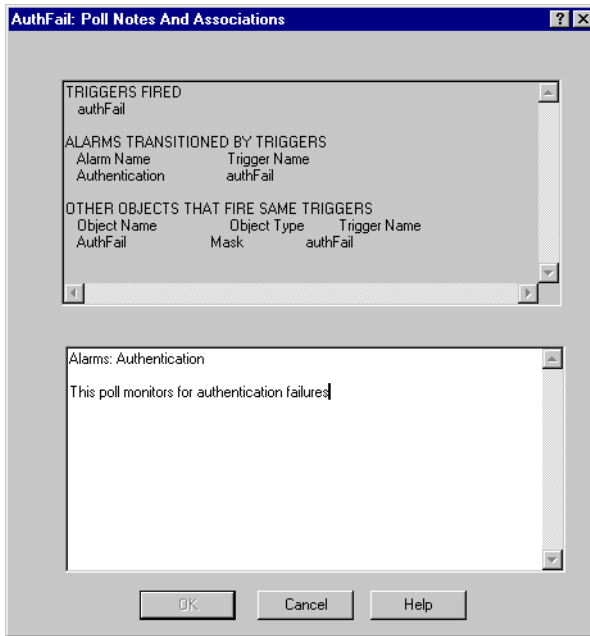 AuthFail: Poll Notes And Associations
TRIGGERS FIRED
authFail
ALARMS TRANSITIONED BY TRIGGERS
Alarm Name Trigger Name
Authentication authFail
OTHER OBJECTS THAT FIRE SAME TRIGGERS
Object Name Object Type Trigger Name
AuthFail Mask authFail
Alarms: Authentication
This poll monitors for authentication failures
OK Cancel Help